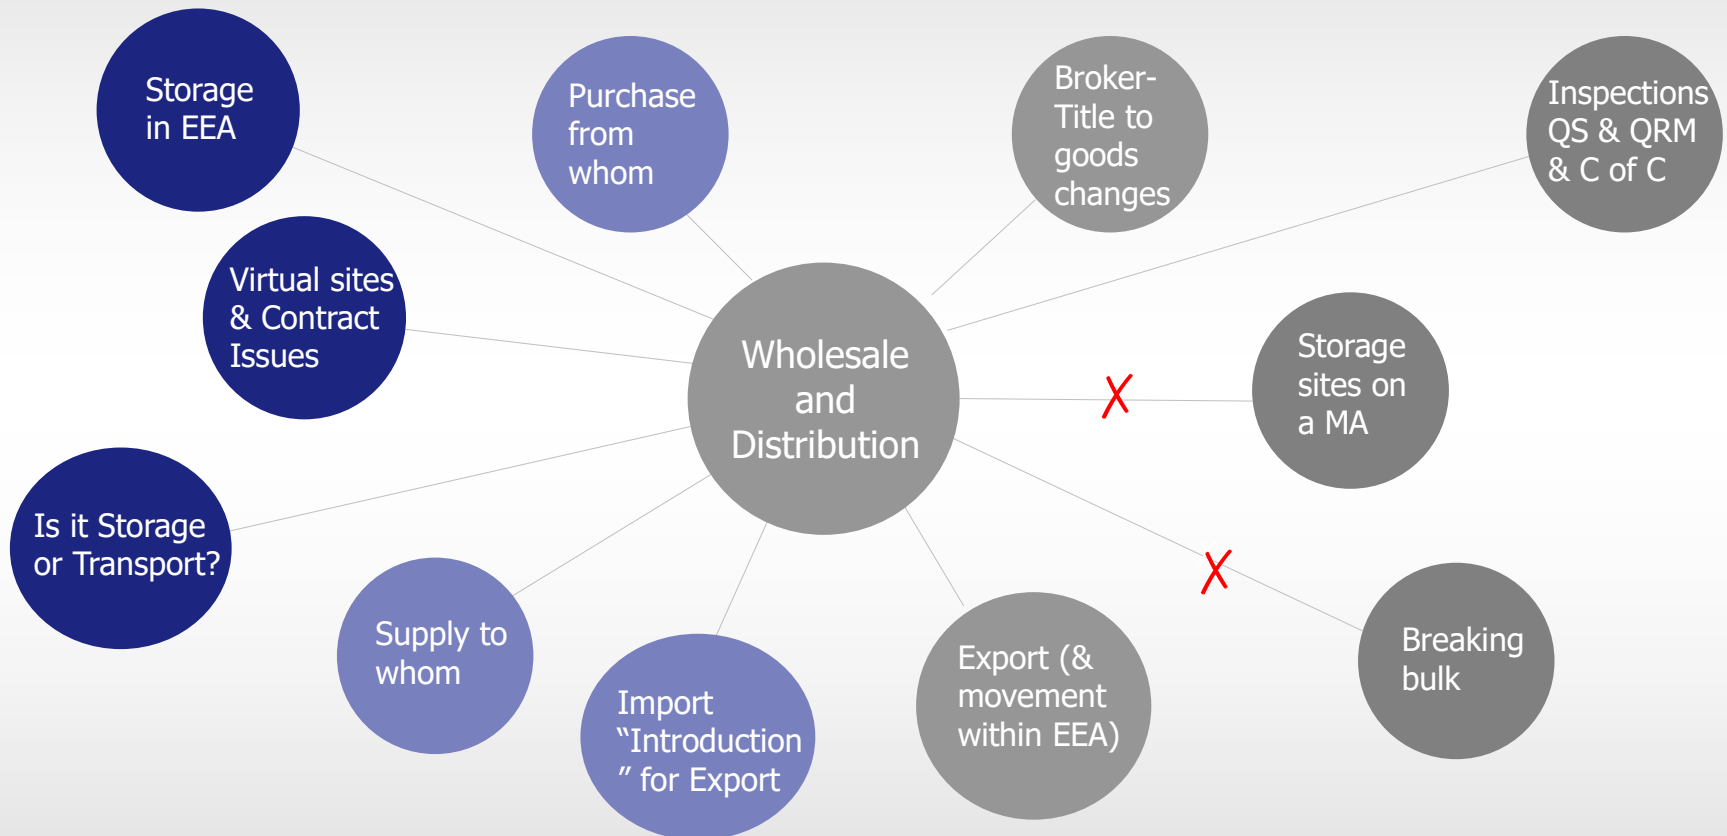 Storage
in EEA
Purchase
from
whom
Broker-
Title to
goods
changes
Inspections
QS & QRM
& C of C
Virtual sites
& Contract
Issues
Wholesale
and
Distribution
Storage
sites on
a MA
Is it Storage
or Transport?
Supply to
whom
Import
“Introduction
” for Export
Export (&
movement
within EEA)
Breaking
bulk